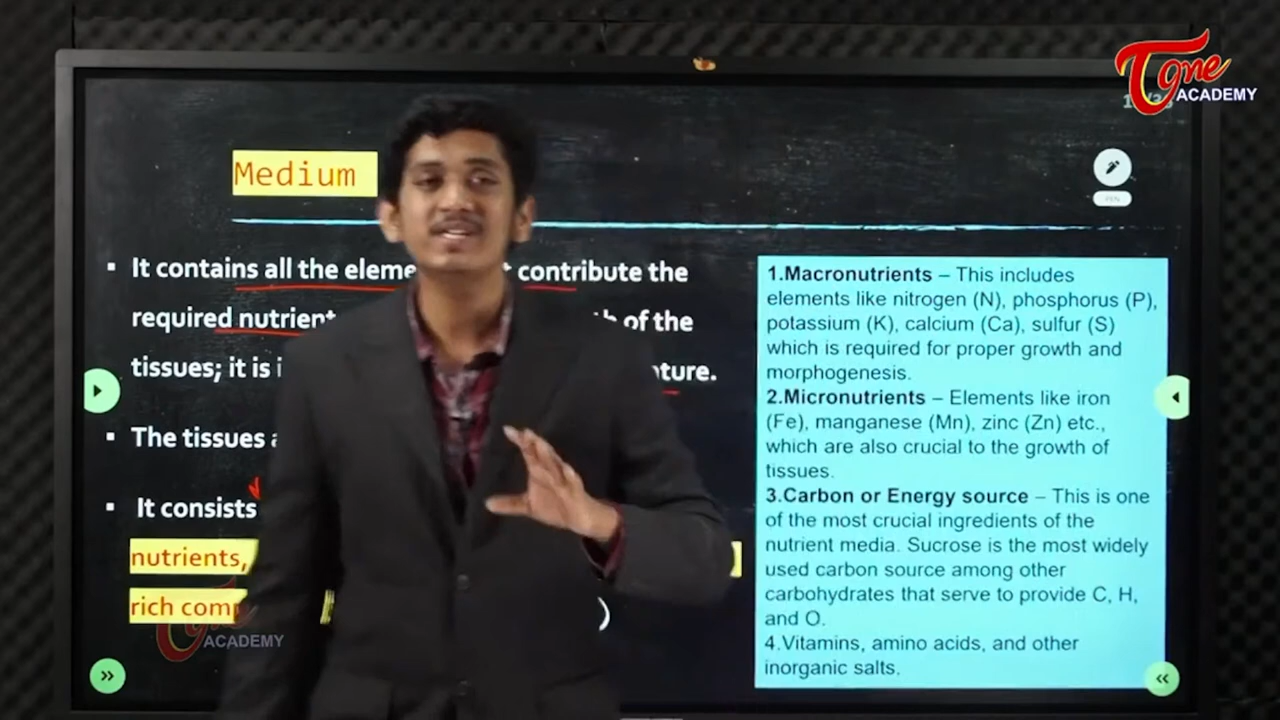 Tone
ACADEMY
Medium
PEN
It contains all the contribute the
required of the
tissues; it is
The tissues
It consists
nutrients,
rich
Tone
ACADEMY
1.Macronutrients – This includes
elements like nitrogen (N), phosphorus (P),
potassium (K), calcium (Ca), sulfur (S)
which is required for proper growth and
morphogenesis.
2.Micronutrients – Elements like iron
(Fe), manganese (Mn), zinc (Zn) etc.,
which are also crucial to the growth of
tissues.
3.Carbon or Energy source – This is one
of the most crucial ingredients of the
nutrient media. Sucrose is the most widely
used carbon source among other
carbohydrates that serve to provide C, H,
and O.
4.Vitamins, amino acids, and other
inorganic salts.